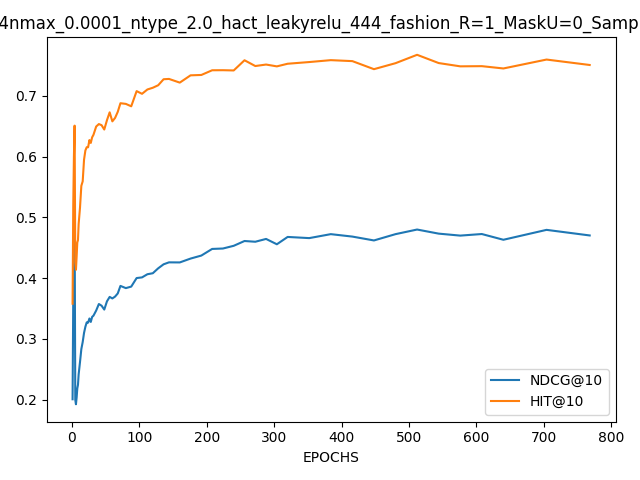 4nmax_0.0001_ntype_2.0_hact_leakyrelu_444_fashion_R=1_MaskU=0_Samp
0.7
0.6
0.5
0.4
0.3
0.2
NDCG@10
HIT@10
0 100 200 300 400 500 600 700 800
EPOCHS